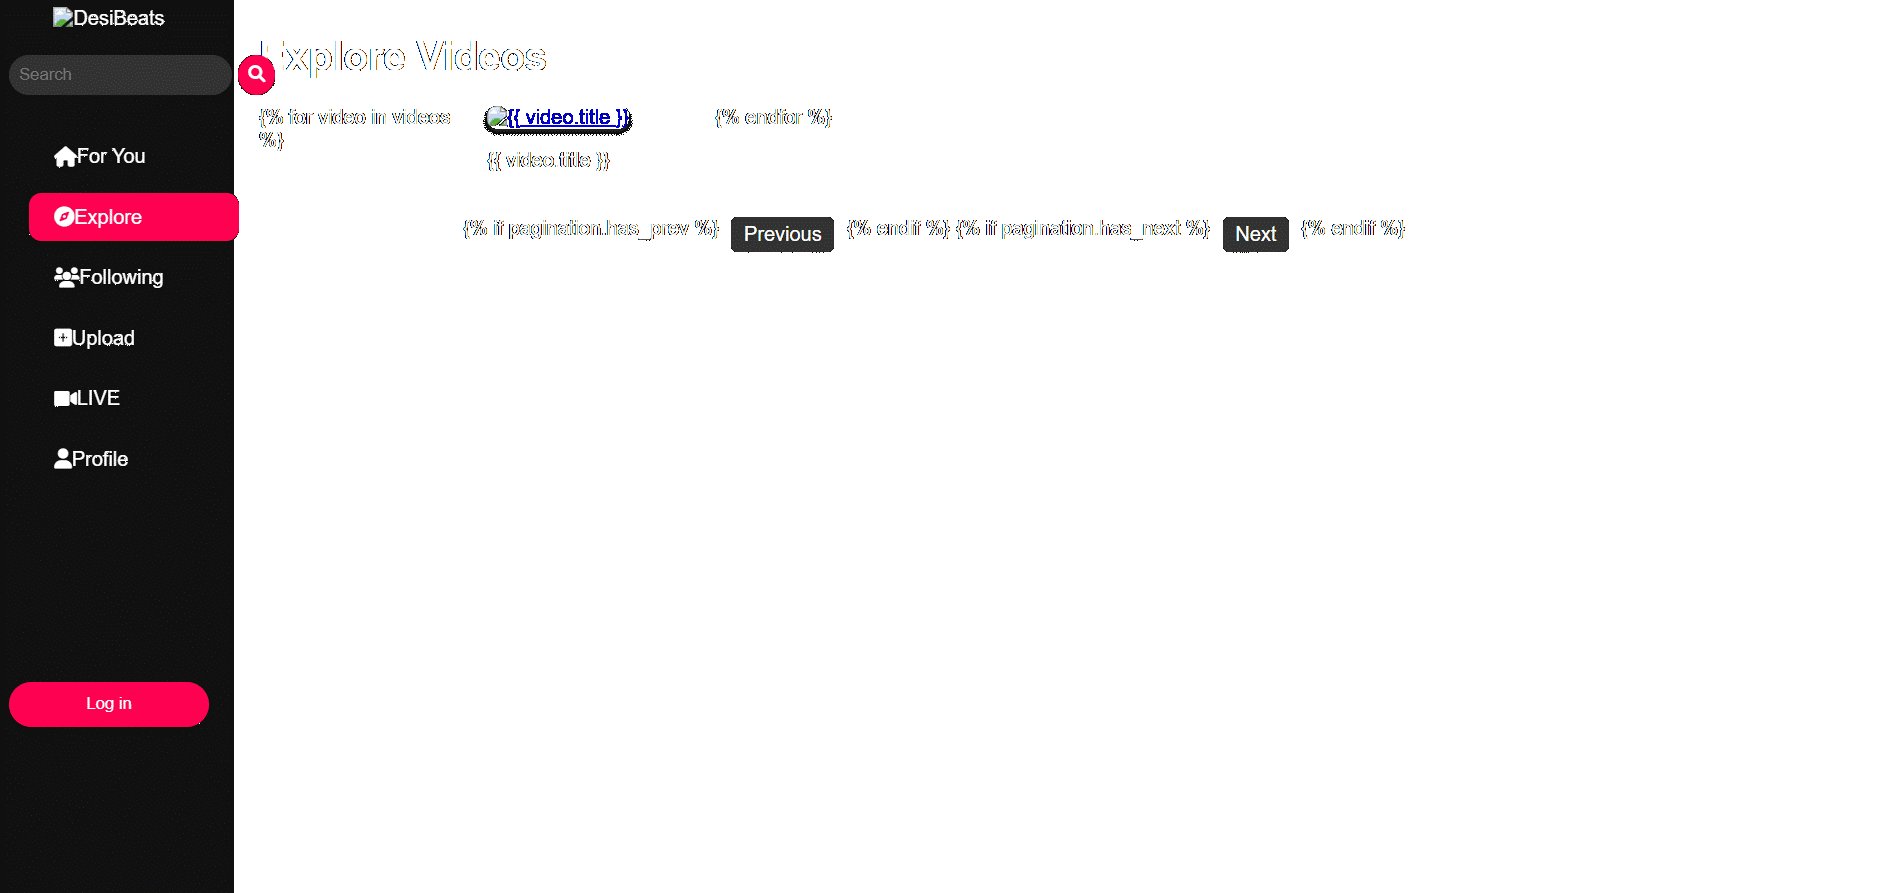 DesiBeats
Search
For You
Explore
Following
Upload
LIVE
Profile
Log in
Explore Videos
{% for video in videos
%}
{{ video.title }}
{{ video.title }}
{% endfor %}
{% if pagination.has_prev %} Previous {% endif %} {% if pagination.has_next %} Next {% endif %}